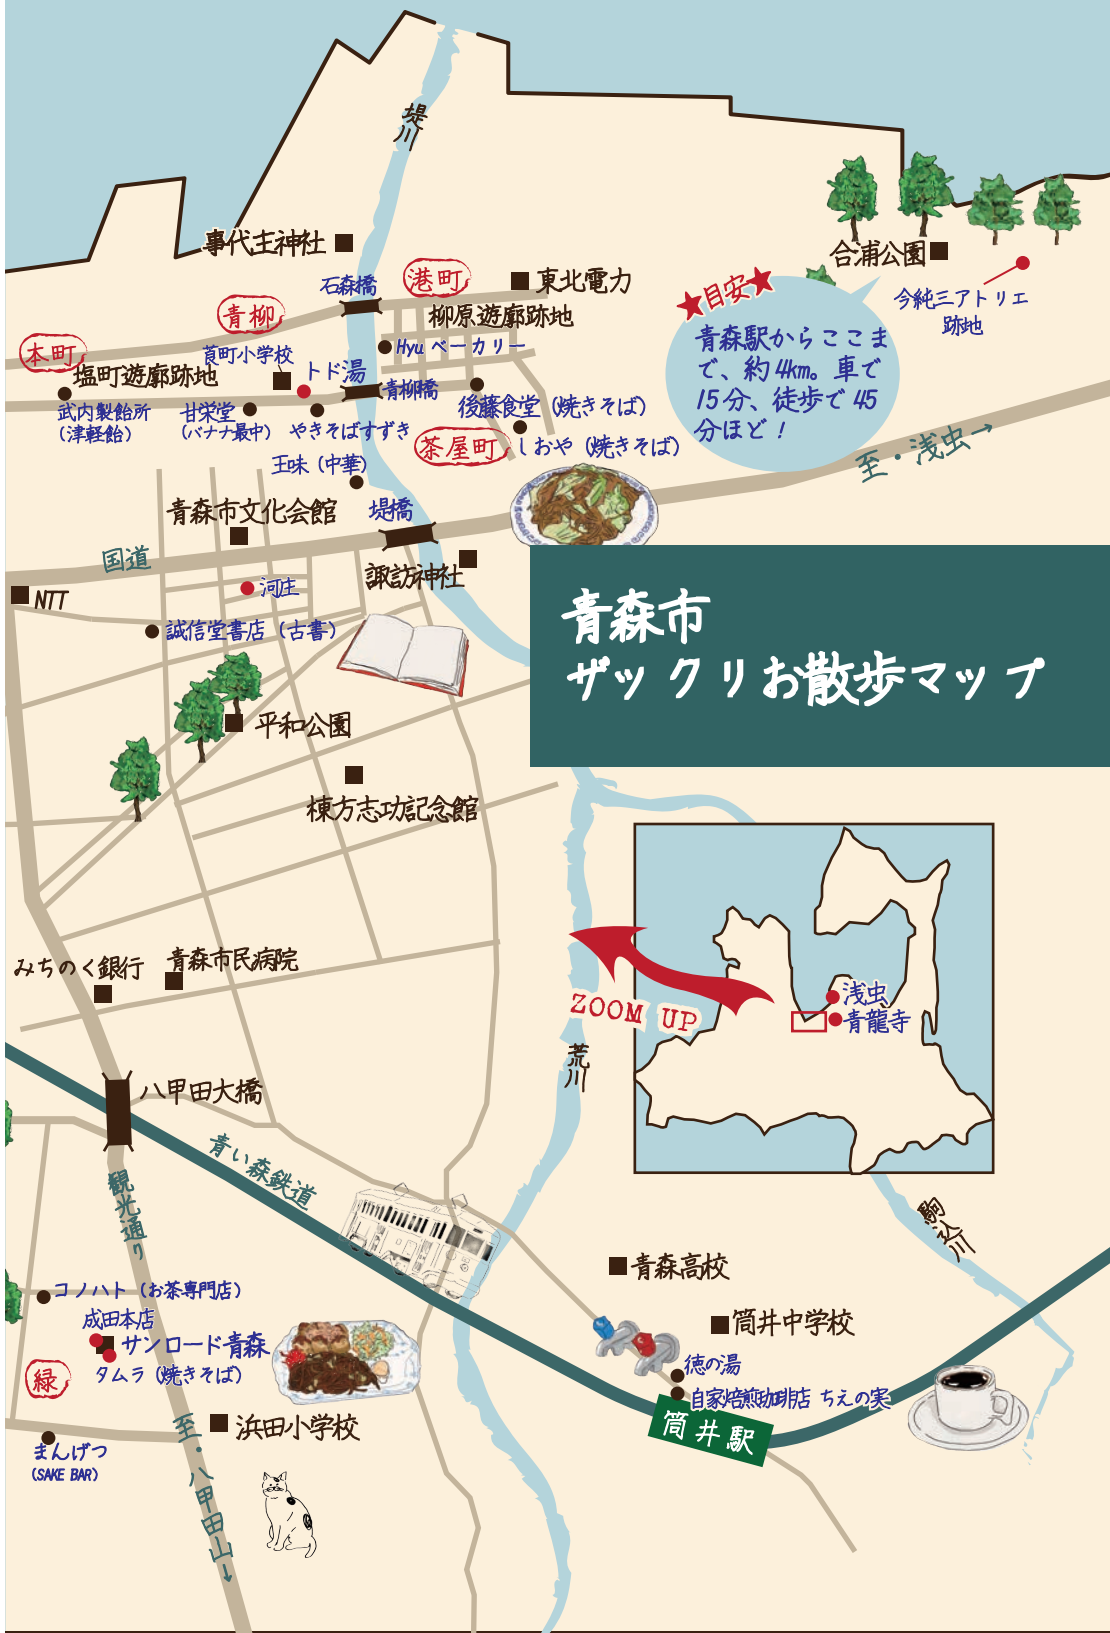 堤川
事代主神社
石森橋
港町
東北電力
合浦公園
今純三アトリエ
跡地
★目安★
青森駅からここま
で、約4km。車で
15分、徒歩で45
分ほど！
青柳
柳原遊廓跡地
Hyuベーカリー
本町
莨町小学校
塩町遊廓跡地
トド湯
青柳橋
武内製飴所
（津軽飴）
甘栄堂
（バナナ最中）
やきそばすずき
後藤食堂（焼きそば）
茶屋町
しおや（焼きそば）
王味（中華）
至・浅虫→
青森市文化会館
堤橋
国道
諏訪神社
NTT
河庄
誠信堂書店（古書）
青森市
ザックリお散歩マップ
平和公園
棟方志功記念館
みちのく銀行
青森市民病院
浅虫
青龍寺
ZOOM UP
荒川
八甲田大橋
青い森鉄道
観光通り
駒込川
青森高校
筒井中学校
コノハト（お茶専門店）
成田本店
サンロード青森
タムラ（焼きそば）
緑
徳の湯
自家焙煎珈琲店 ちえの実
筒井駅
浜田小学校
まんげつ
（SAKE BAR）
至・八甲田山→